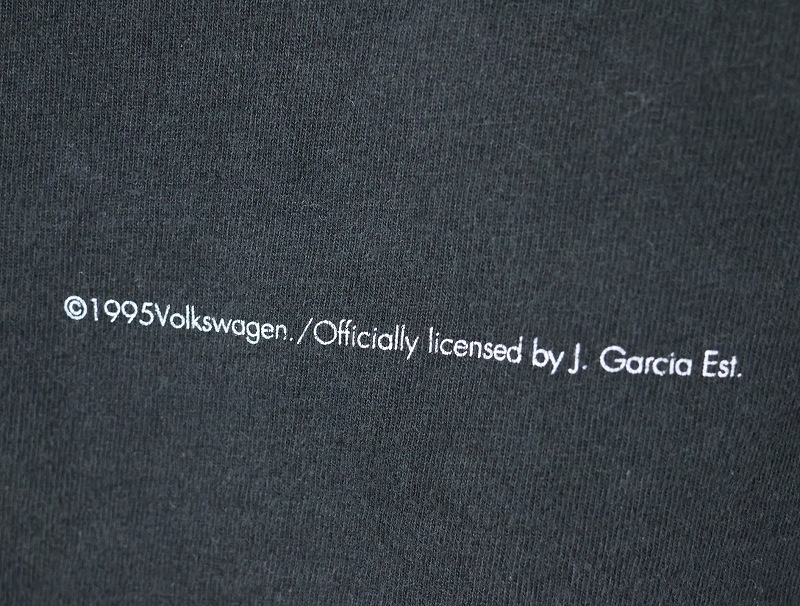 ©1995Volkswagen./Officially licensed by J. Garcia Est.